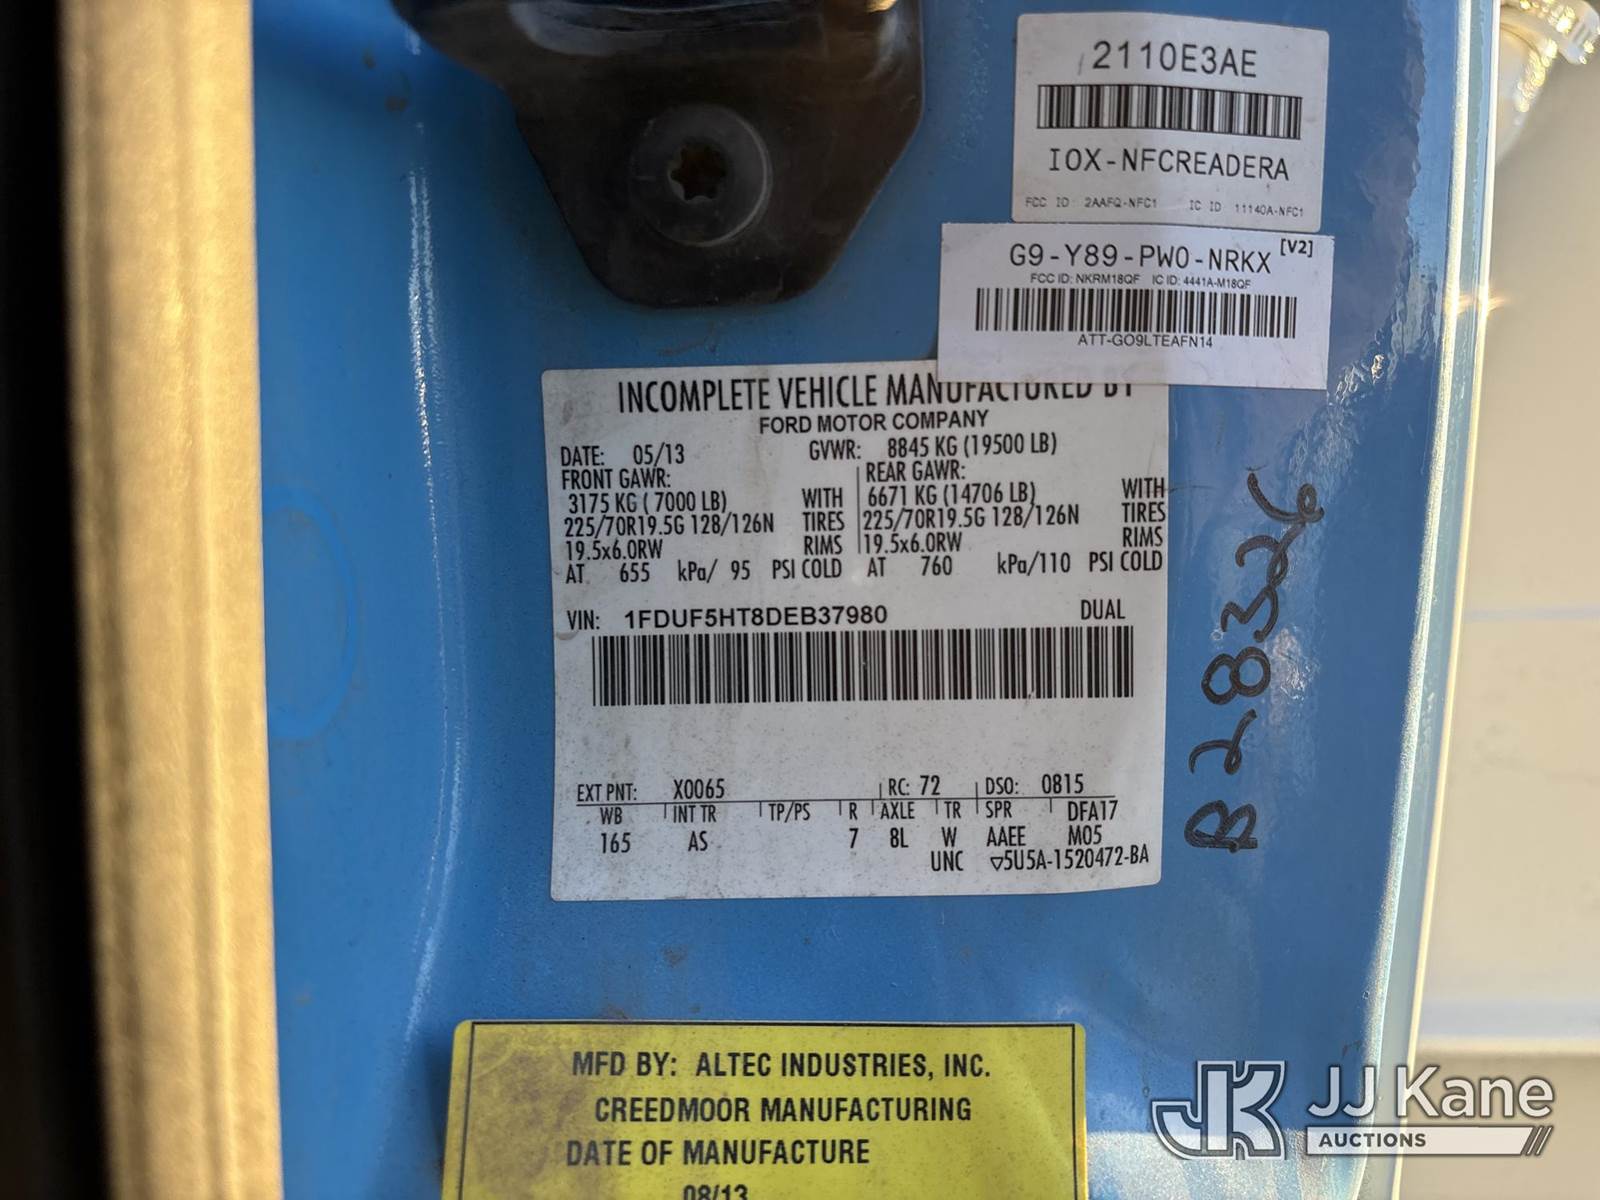 2110E3AE
IOX-NFCREADERA
FCC ID: 2AAFQ-NFC1 IC ID 11140A-NFC1
G9-Y89-PW0-NRKX [V2]
FCC ID: NKRM18QF IC ID: 4441A-M18QF
ATT-GO9LTEAFN14
INCOMPLETE VEHICLE MANUFACTURED BY
FORD MOTOR COMPANY
DATE: 05/13 GVWR: 8845 KG (19500 LB)
FRONT GAWR: REAR GAWR:
3175 KG ( 7000 LB) WITH 6671 KG (14706 LB) WITH
225/70R19.5G 128/126N TIRES 225/70R19.5G 128/126N TIRES
19.5x6.0RW RIMS 19.5x6.0RW RIMS
AT 655 kPa/ 95 PSI COLD AT 760 kPa/110 PSI COLD
VIN: 1FDUF5HT8DEB37980 DUAL
EXT PNT: X0065 RC: 72 DSO: 0815
WB INT TR TP/PS R AXLE TR SPR DFA17
165 AS 7 8L W AAEE M05
UNC ▽5U5A-1520472-BA
B28326
MFD BY: ALTEC INDUSTRIES, INC.
CREEDMOOR MANUFACTURING
DATE OF MANUFACTURE
08/13
JK JJ Kane
AUCTIONS